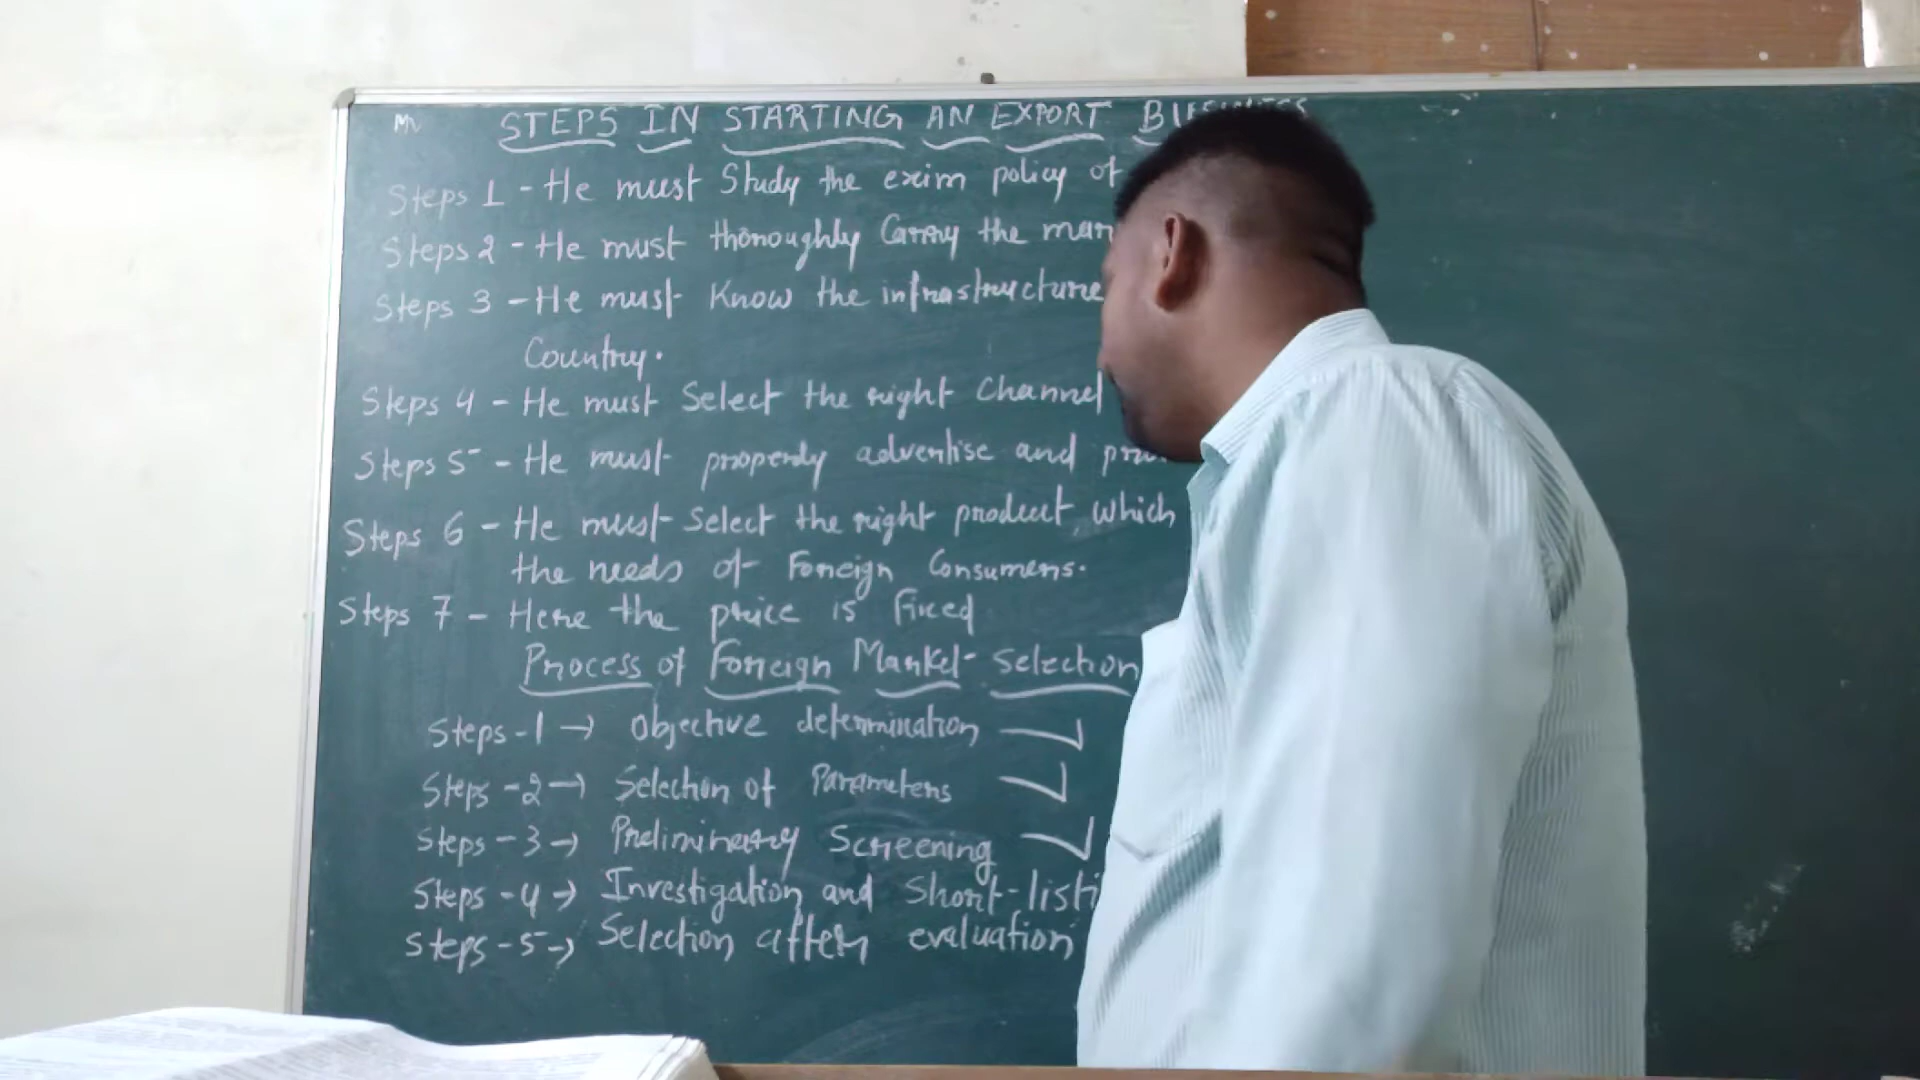 STEPS IN STARTING AN EXPORT
Steps 1 - He must Study the exim policy of
Steps 2 - He must thoroughly Carry the
Steps 3 - He must Know the infrastructure
Country.
Steps 4 - He must Select the right Channel
Steps 5 - He must properly advertise and
Steps 6 - He must Select the right product which
the needs of Foreign Consumers.
Steps 7 - Here the price is Fixed
Process of Foreign Market Selection
Steps-1 → Objective determination
Steps-2 → Selection of Parameters
Steps-3 → Preliminary Screening
Steps-4 → Investigation and
Steps-5 → Selection after evaluation